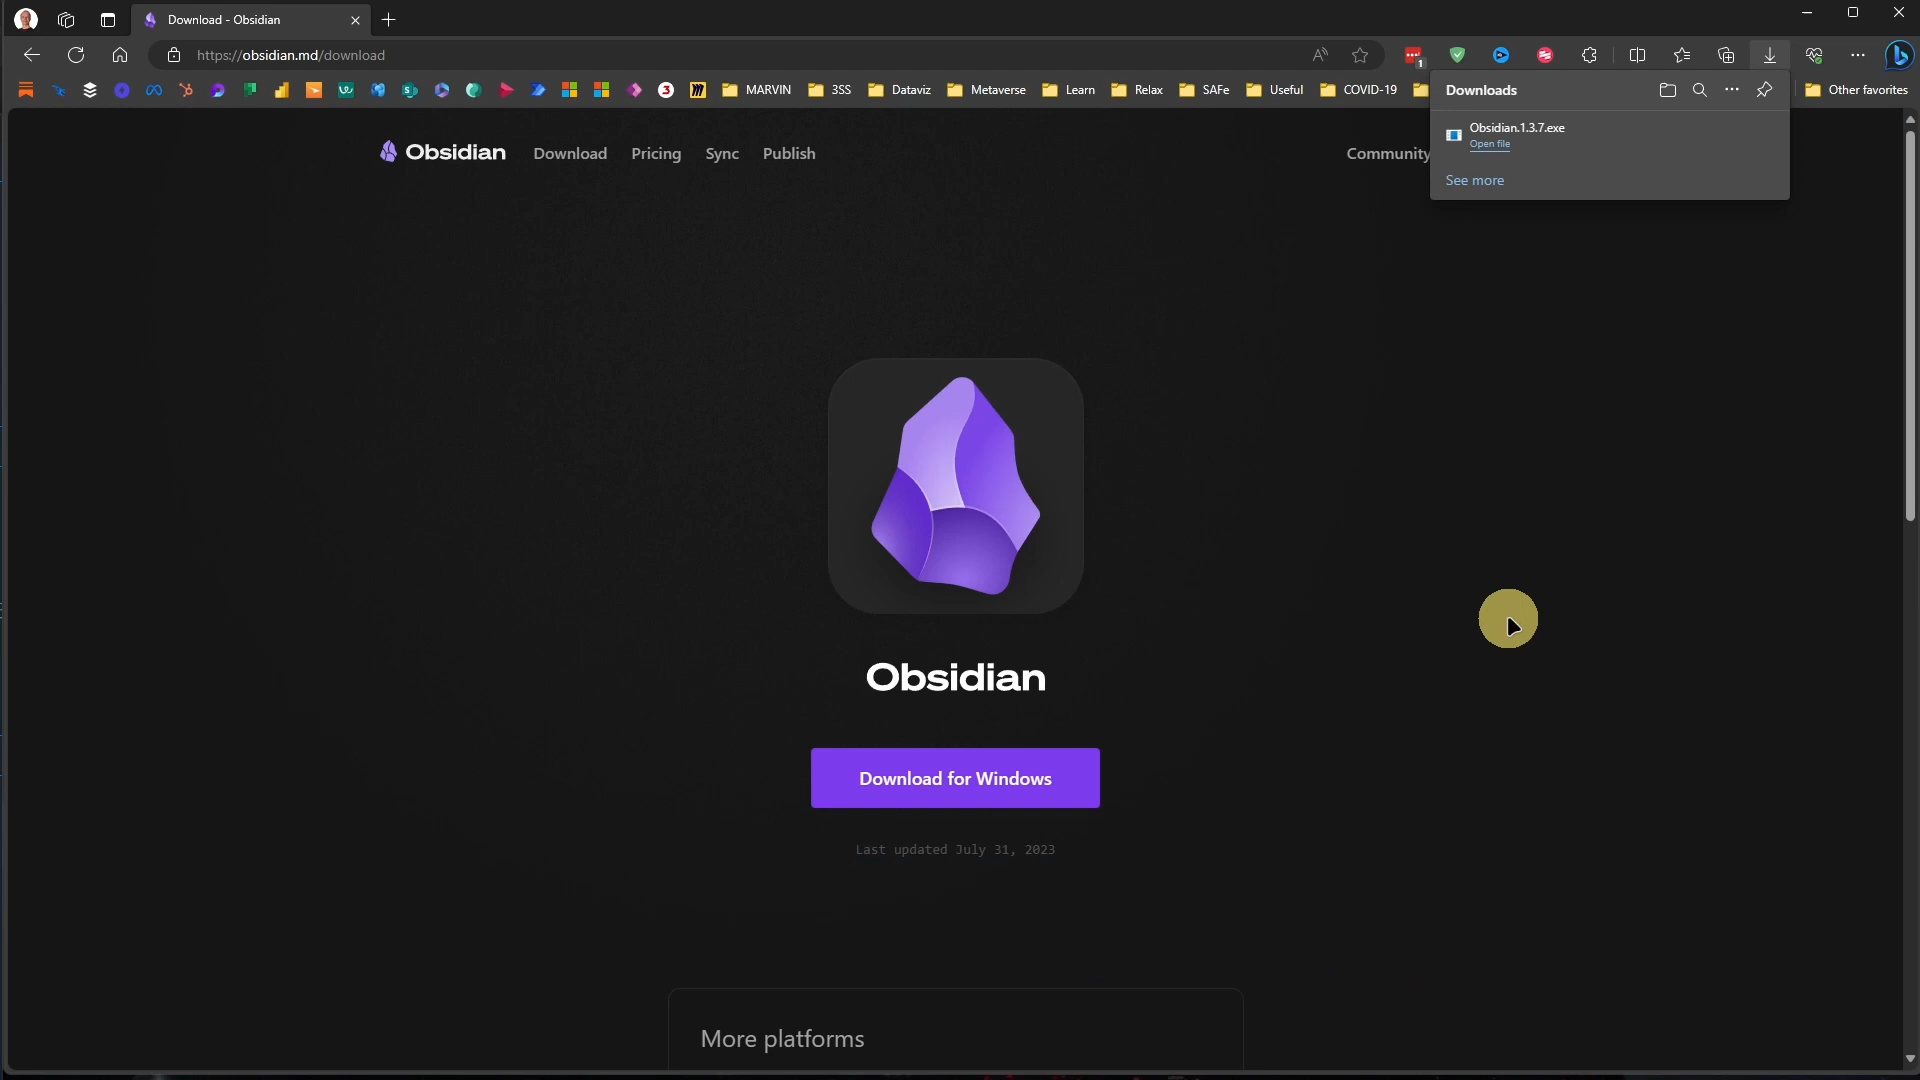 Download - Obsidian
https://obsidian.md/download
1
MARVIN
3SS
Dataviz
Metaverse
Learn
Relax
SAFe
Useful
COVID-19
Other favorites
Downloads
Obsidian.1.3.7.exe
Open file
See more
Obsidian
Download
Pricing
Sync
Publish
Community
Obsidian
Download for Windows
Last updated July 31, 2023
More platforms